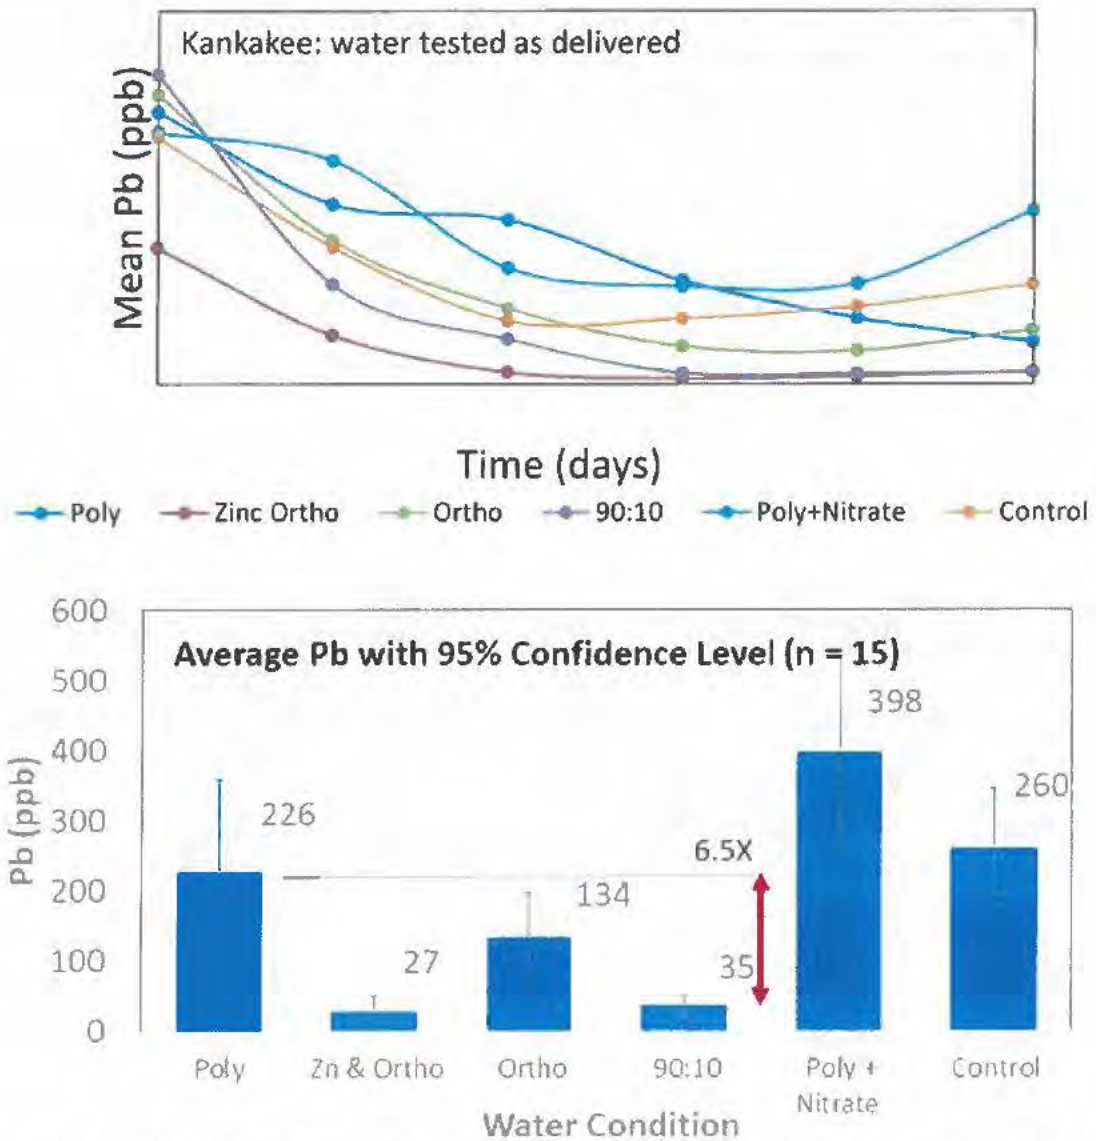 Kankakee: water tested as delivered
Mean Pb (ppb)
Time (days)
Poly Zinc Ortho Ortho 90:10 Poly+Nitrate Control
600
500
400
300
200
100
0
Pb (ppb)
Average Pb with 95% Confidence Level (n = 15)
226
27
134
6.5X
35
398
260
Poly Zn & Ortho Ortho 90:10 Poly + Nitrate Control
Water Condition